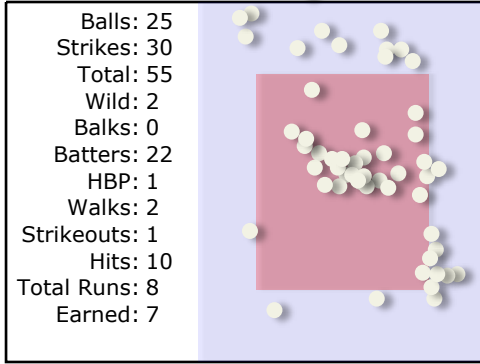 Balls: 25
Strikes: 30
Total: 55
Wild: 2
Balks: 0
Batters: 22
HBP: 1
Walks: 2
Strikeouts: 1
Hits: 10
Total Runs: 8
Earned: 7